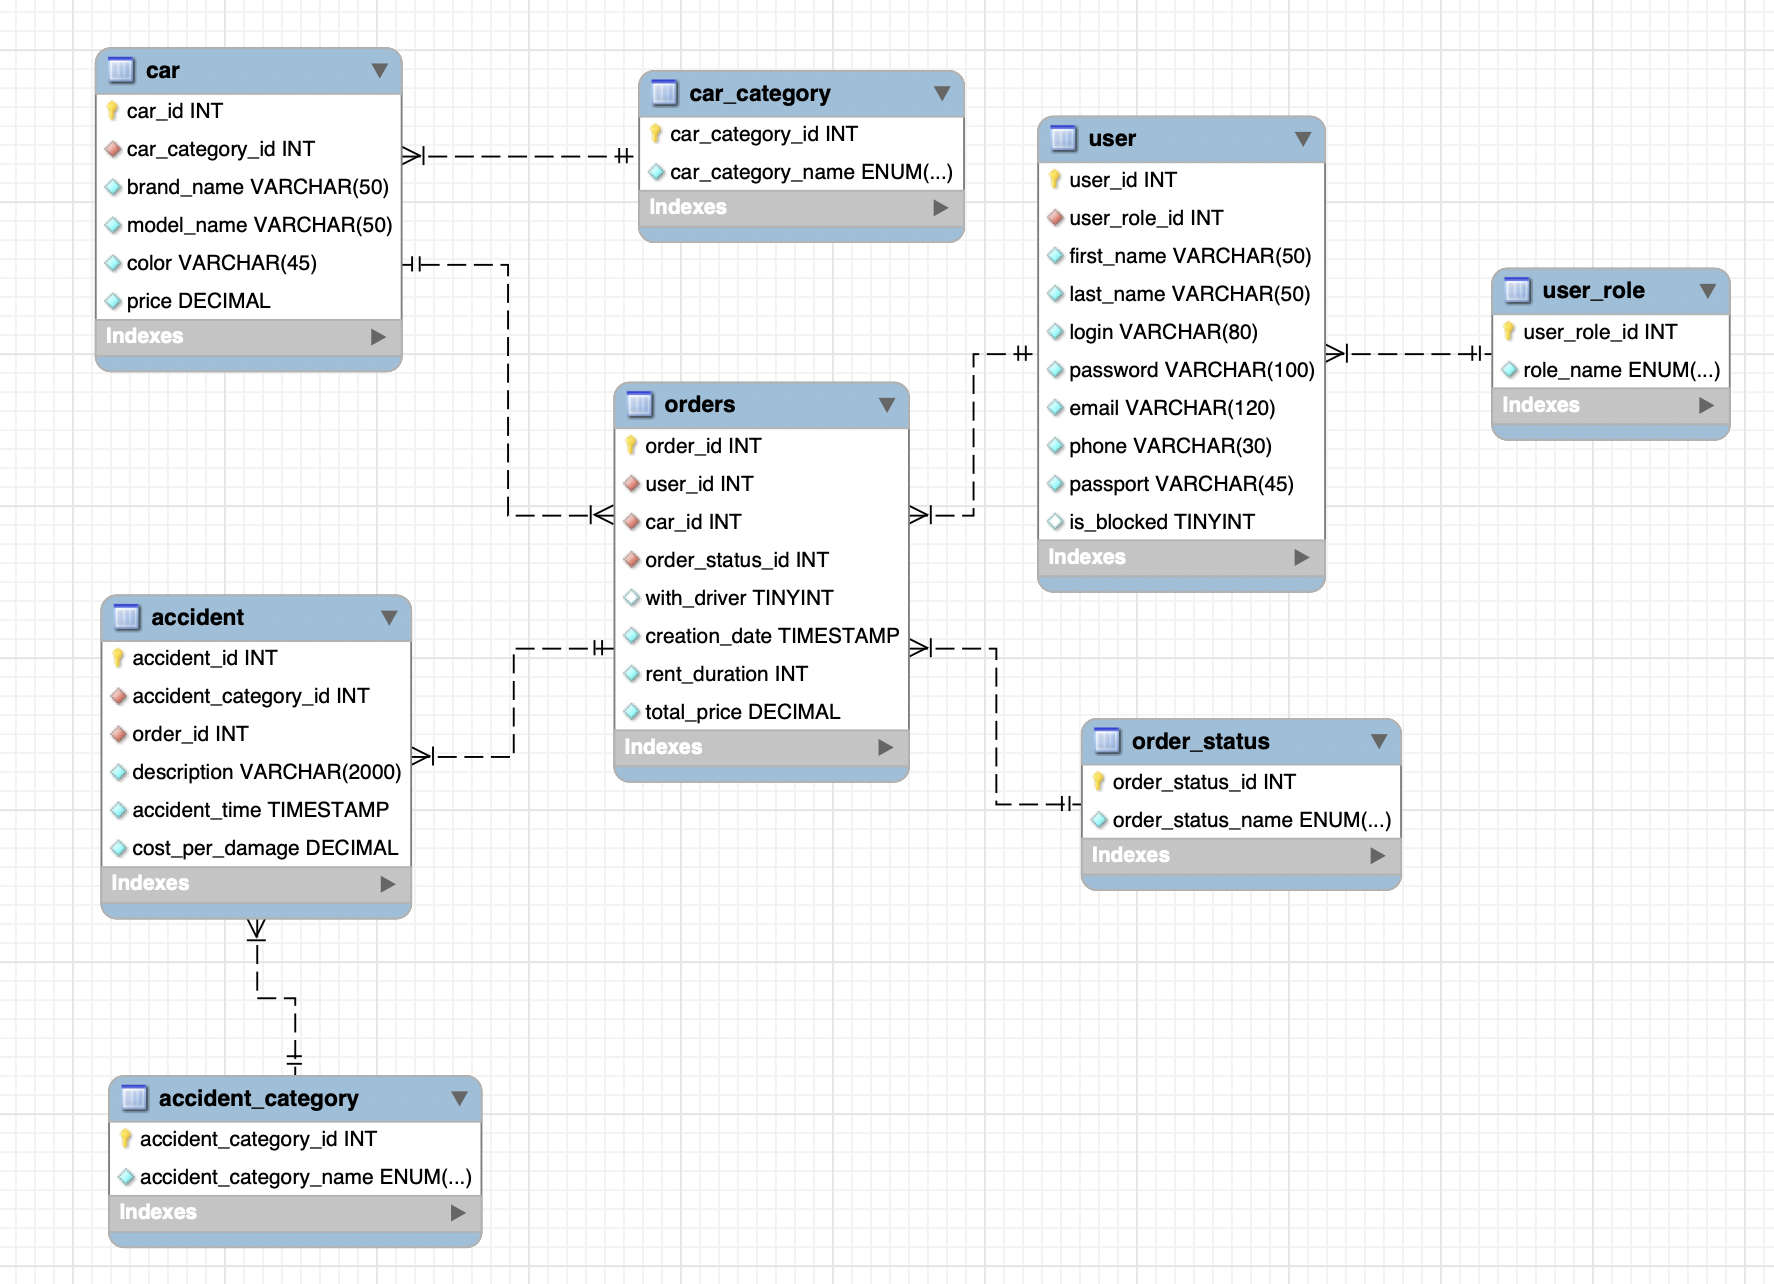 car
car_id INT
car_category_id INT
brand_name VARCHAR(50)
model_name VARCHAR(50)
color VARCHAR(45)
price DECIMAL
Indexes
car_category
car_category_id INT
car_category_name ENUM(...)
Indexes
user
user_id INT
user_role_id INT
first_name VARCHAR(50)
last_name VARCHAR(50)
login VARCHAR(80)
password VARCHAR(100)
email VARCHAR(120)
phone VARCHAR(30)
passport VARCHAR(45)
is_blocked TINYINT
Indexes
user_role
user_role_id INT
role_name ENUM(...)
Indexes
orders
order_id INT
user_id INT
car_id INT
order_status_id INT
with_driver TINYINT
creation_date TIMESTAMP
rent_duration INT
total_price DECIMAL
Indexes
accident
accident_id INT
accident_category_id INT
order_id INT
description VARCHAR(2000)
accident_time TIMESTAMP
cost_per_damage DECIMAL
Indexes
order_status
order_status_id INT
order_status_name ENUM(...)
Indexes
accident_category
accident_category_id INT
accident_category_name ENUM(...)
Indexes